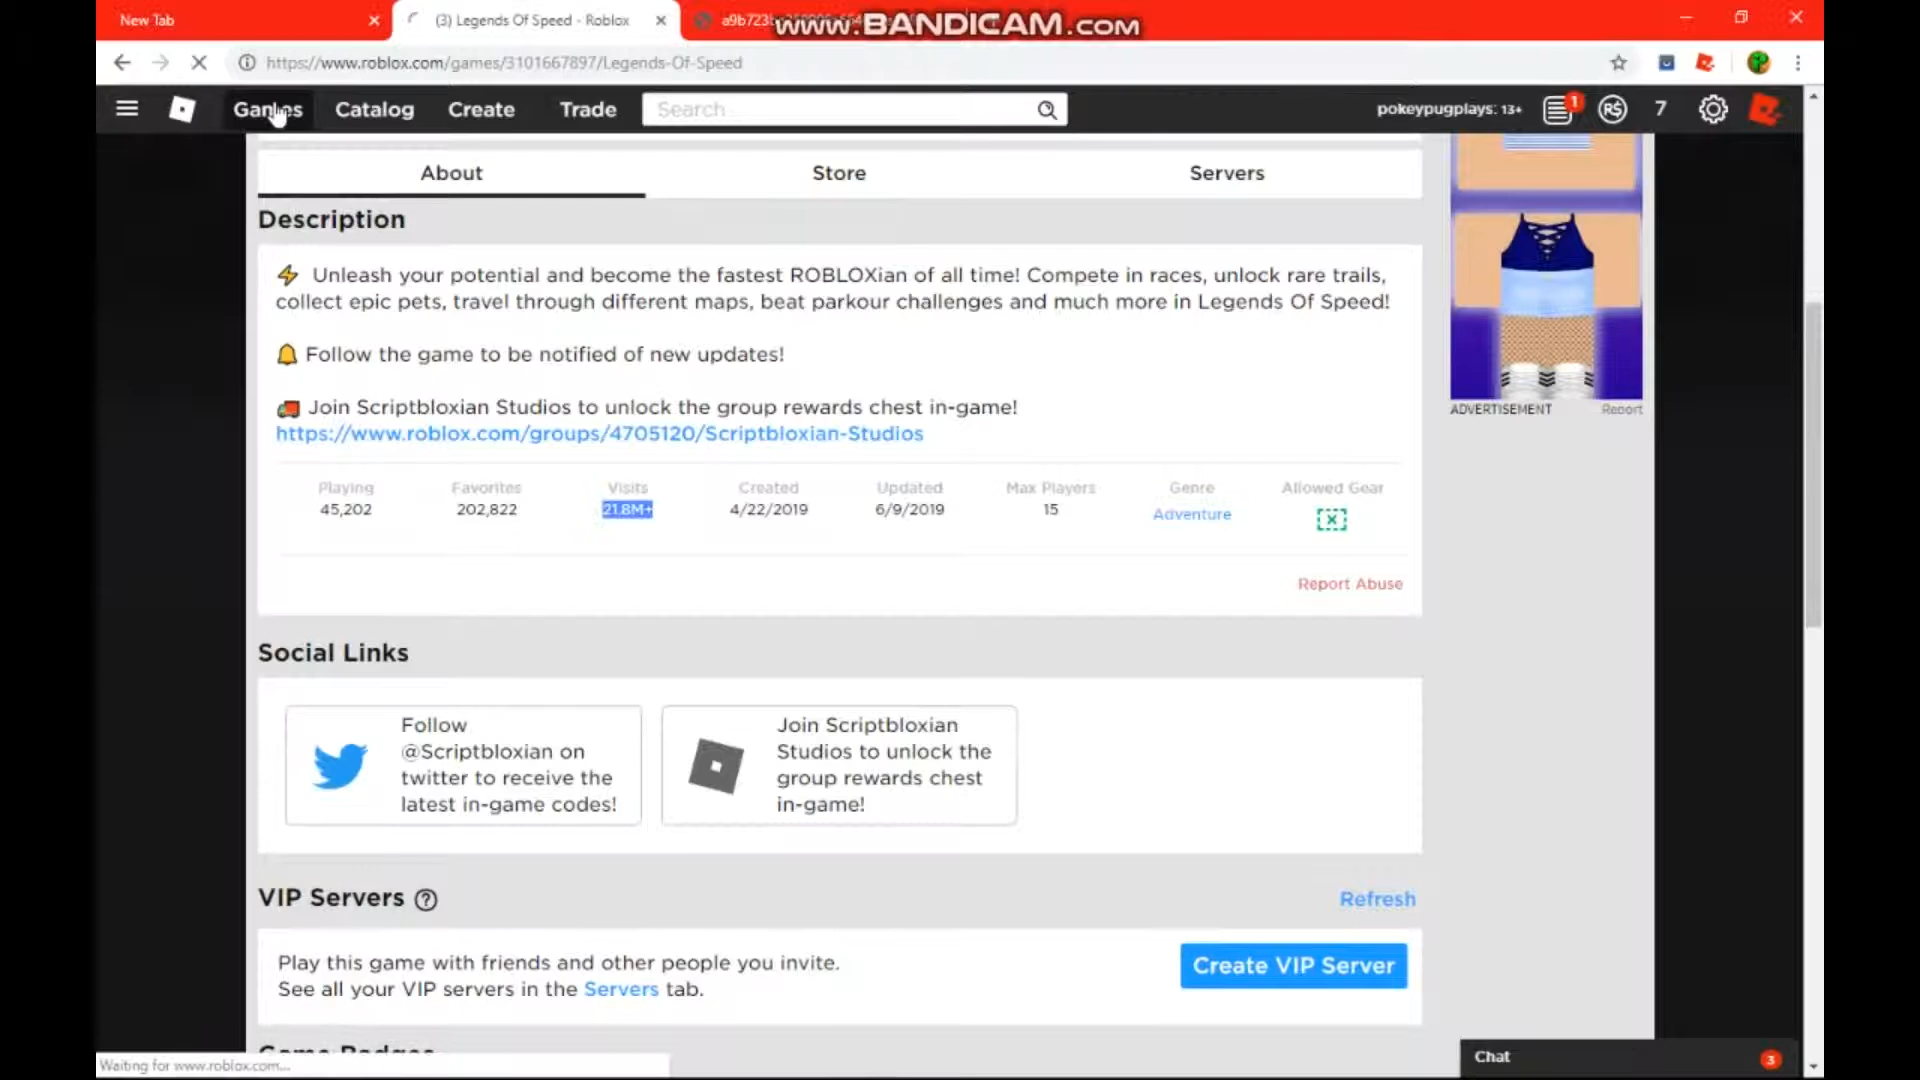 New Tab
(3) Legends Of Speed - Roblox
www.BANDICAM.com
https://www.roblox.com/games/3101667897/Legends-Of-Speed
Games
Catalog
Create
Trade
Search
pokeypugplays: 13+
1
R$
7
About
Store
Servers
Description
⚡ Unleash your potential and become the fastest ROBLOXian of all time! Compete in races, unlock rare trails,
collect epic pets, travel through different maps, beat parkour challenges and much more in Legends Of Speed!
🔔 Follow the game to be notified of new updates!
🚚 Join Scriptbloxian Studios to unlock the group rewards chest in-game!
https://www.roblox.com/groups/4705120/Scriptbloxian-Studios
Playing
Favorites
Visits
Created
Updated
Max Players
Genre
Allowed Gear
45,202
202,822
21.8M+
4/22/2019
6/9/2019
15
Adventure
Report Abuse
ADVERTISEMENT
Report
Social Links
Follow
@Scriptbloxian on
twitter to receive the
latest in-game codes!
Join Scriptbloxian
Studios to unlock the
group rewards chest
in-game!
VIP Servers
Refresh
Play this game with friends and other people you invite.
See all your VIP servers in the Servers tab.
Create VIP Server
Game Badges
Waiting for www.roblox.com...
Chat
3